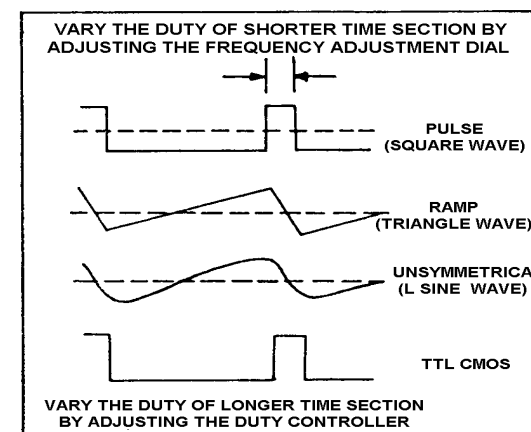 VARY THE DUTY OF SHORTER TIME SECTION BY
ADJUSTING THE FREQUENCY ADJUSTMENT DIAL
PULSE
(SQUARE WAVE)
RAMP
(TRIANGLE WAVE)
UNSYMMETRICA
(L SINE WAVE)
TTL CMOS
VARY THE DUTY OF LONGER TIME SECTION
BY ADJUSTING THE DUTY CONTROLLER